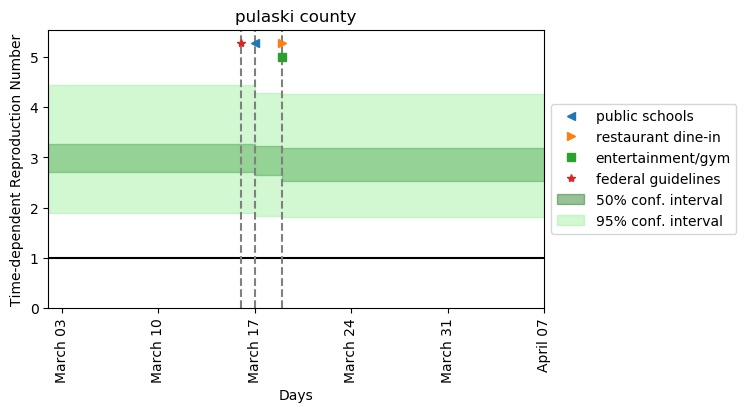 pulaski county
Time-dependent Reproduction Number
5
4
3
2
1
0
March 03
March 10
March 17
March 24
March 31
April 07
Days
public schools
restaurant dine-in
entertainment/gym
federal guidelines
50% conf. interval
95% conf. interval